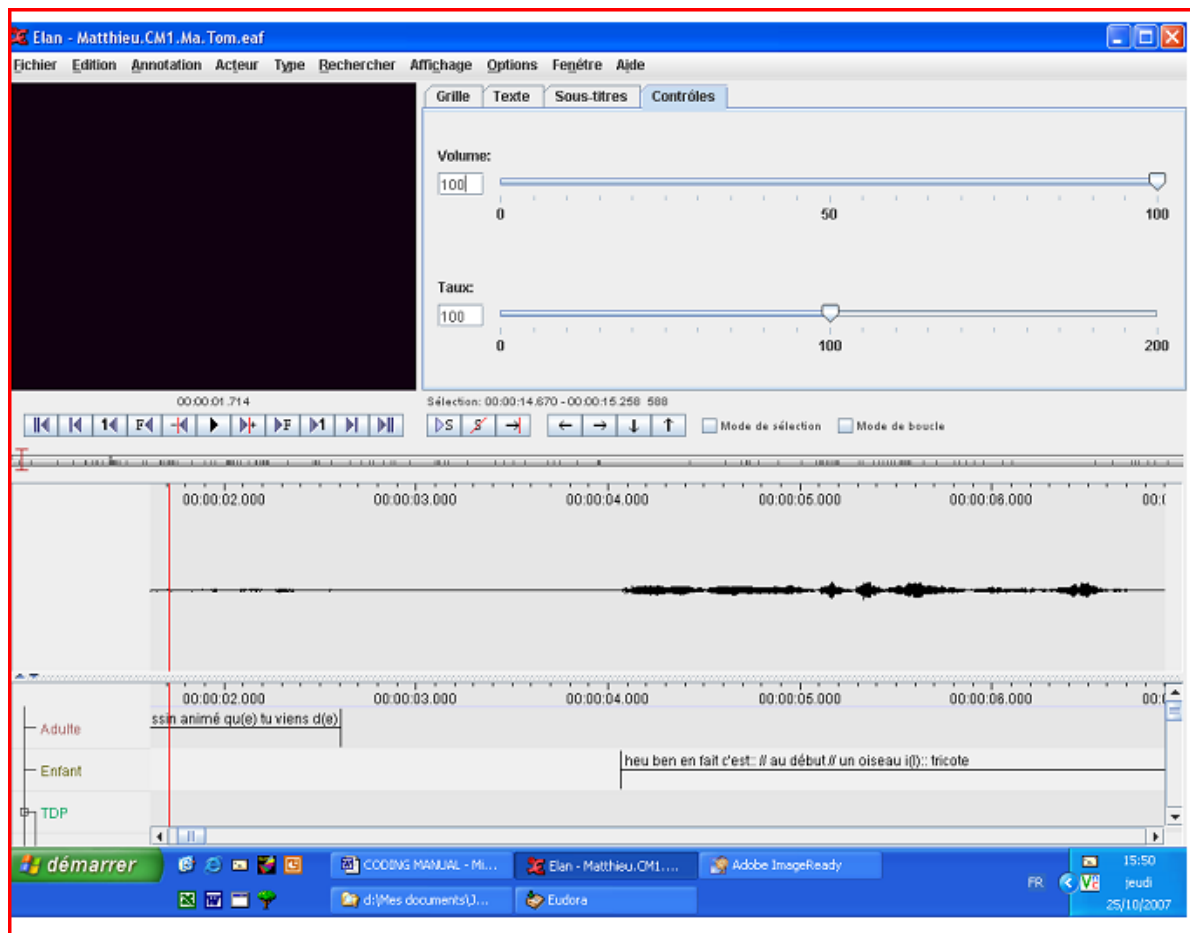 Elan - Matthieu.CM1.Ma.Tom.eaf
Fichier Edition Annotation Acteur Type Rechercher Affichage Options Fenêtre Aide
Grille Texte Sous-titres Contrôles
Volume:
100
0 50 100
Taux:
100
0 100 200
00:00:01.714
Sélection: 00:00:14.670 - 00:00:15.258 588
S S Mode de sélection Mode de boucle
00:00:02.000 00:00:03.000 00:00:04.000 00:00:05.000 00:00:06.000 00:(
00:00:02.000 00:00:03.000 00:00:04.000 00:00:05.000 00:00:06.000 00:(
Adulte ssin animé qu(e) tu viens d(e)
Enfant heu ben en fait c'est:: // au début // un oiseau i(l):: tricote
TDP
démarrer CODING MANUAL - Mi... Elan - Matthieu.CM1.... Adobe ImageReady 15:50
FR jeudi
d:\Mes documents\J... Eudora 25/10/2007